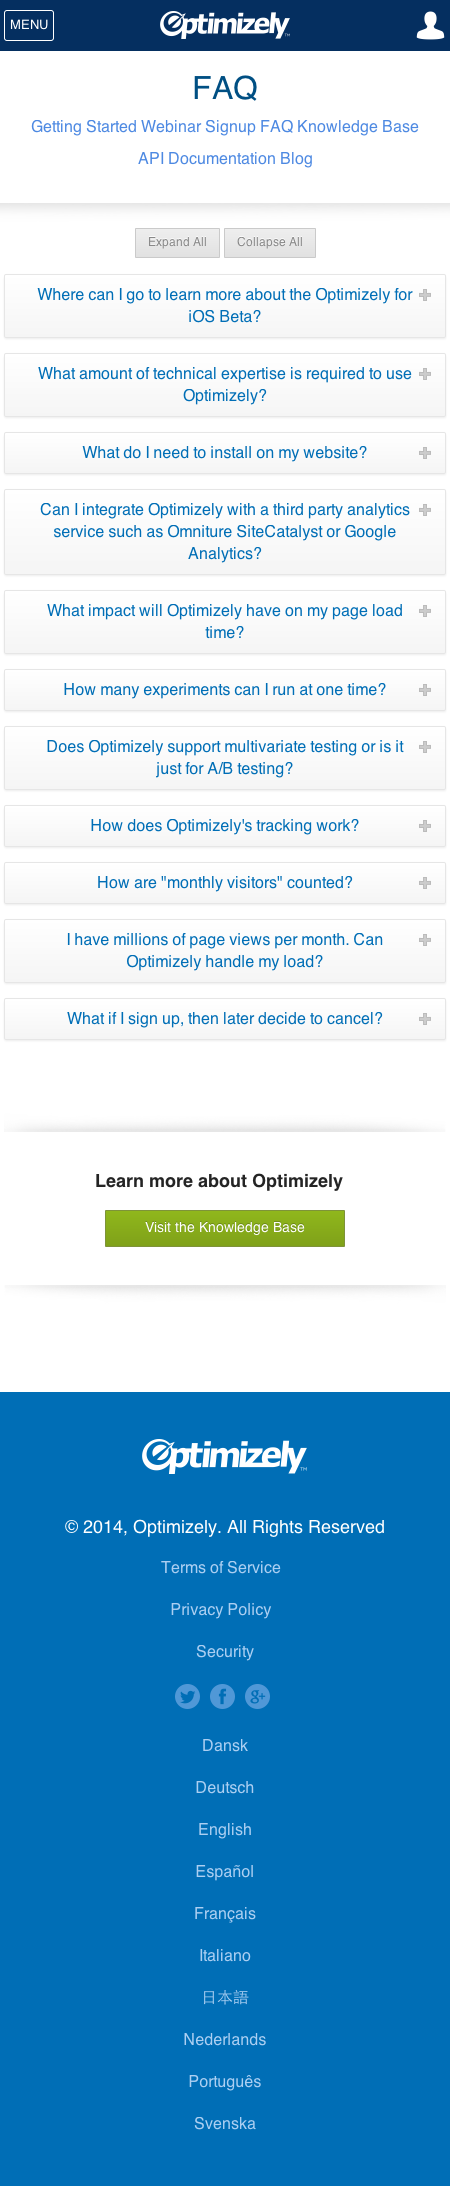 MENU
Optimizely
FAQ
Getting Started Webinar Signup FAQ Knowledge Base
API Documentation Blog
Expand All
Collapse All
Where can I go to learn more about the Optimizely for
iOS Beta?
What amount of technical expertise is required to use
Optimizely?
What do I need to install on my website?
Can I integrate Optimizely with a third party analytics
service such as Omniture SiteCatalyst or Google
Analytics?
What impact will Optimizely have on my page load
time?
How many experiments can I run at one time?
Does Optimizely support multivariate testing or is it
just for A/B testing?
How does Optimizely's tracking work?
How are "monthly visitors" counted?
I have millions of page views per month. Can
Optimizely handle my load?
What if I sign up, then later decide to cancel?
Learn more about Optimizely
Visit the Knowledge Base
Optimizely
© 2014, Optimizely. All Rights Reserved
Terms of Service
Privacy Policy
Security
Dansk
Deutsch
English
Español
Français
Italiano
日本語
Nederlands
Português
Svenska